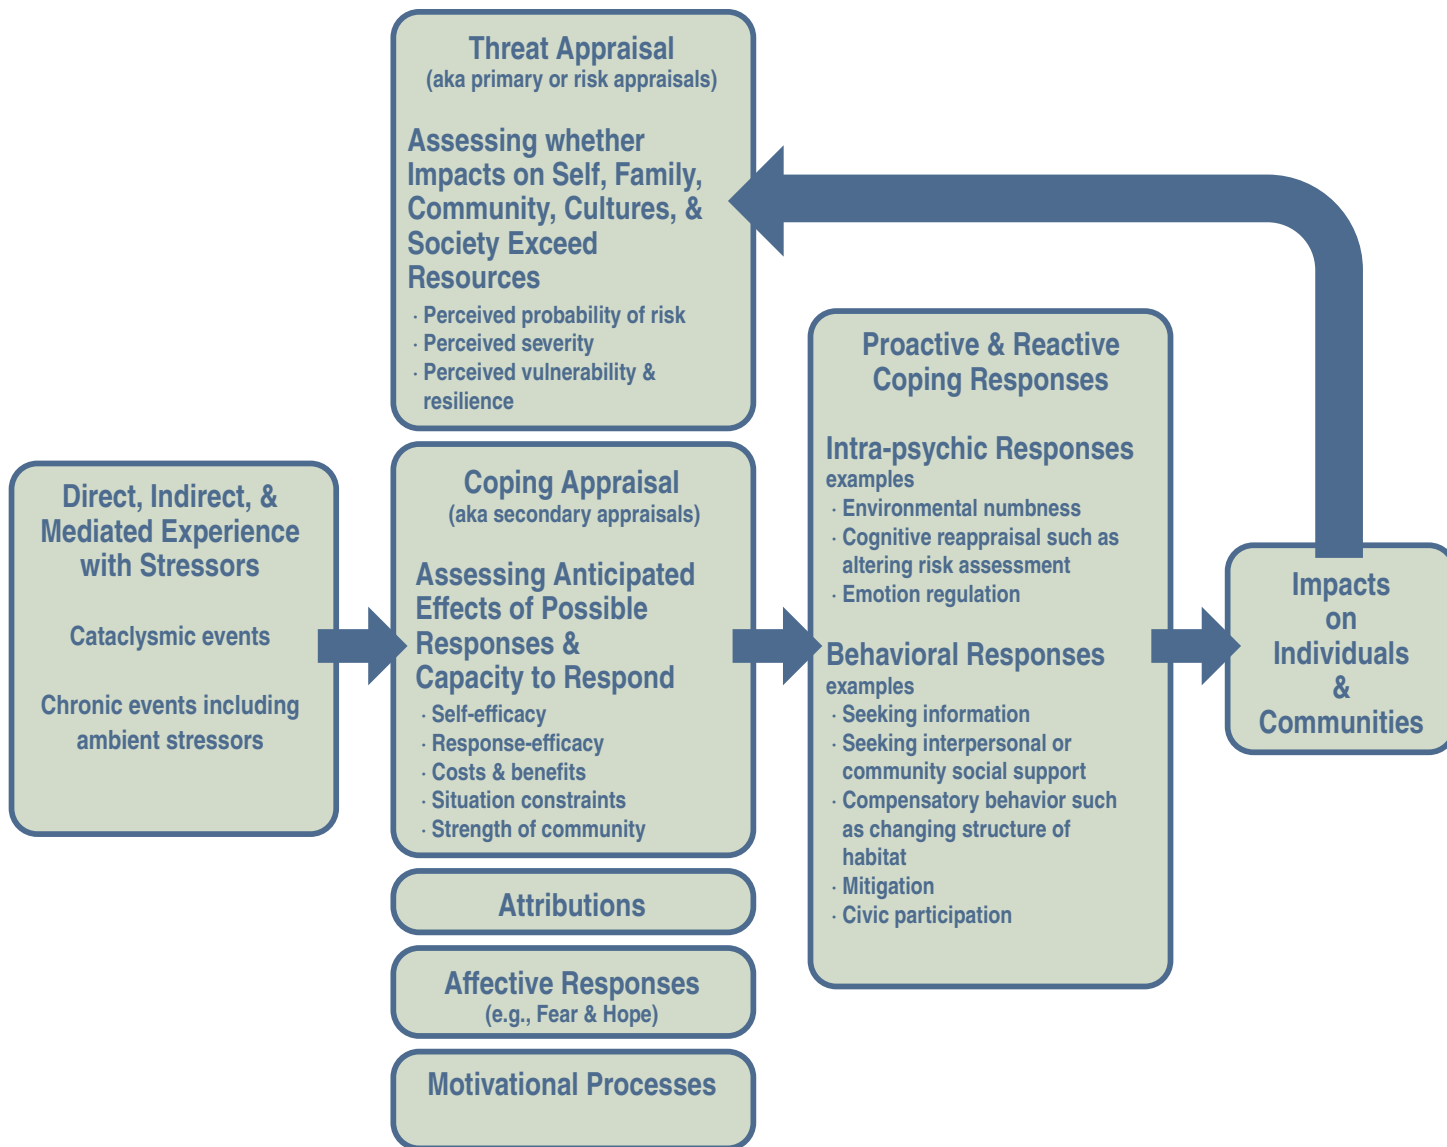 Threat Appraisal
(aka primary or risk appraisals)
Assessing whether
Impacts on Self, Family,
Community, Cultures, &
Society Exceed
Resources
· Perceived probability of risk
· Perceived severity
· Perceived vulnerability &
resilience
Direct, Indirect, &
Mediated Experience
with Stressors
Cataclysmic events
Chronic events including
ambient stressors
Coping Appraisal
(aka secondary appraisals)
Assessing Anticipated
Effects of Possible
Responses &
Capacity to Respond
· Self-efficacy
· Response-efficacy
· Costs & benefits
· Situation constraints
· Strength of community
Attributions
Affective Responses
(e.g., Fear & Hope)
Motivational Processes
Proactive & Reactive
Coping Responses
Intra-psychic Responses
examples
· Environmental numbness
· Cognitive reappraisal such as
altering risk assessment
· Emotion regulation
Behavioral Responses
examples
· Seeking information
· Seeking interpersonal or
community social support
· Compensatory behavior such
as changing structure of
habitat
· Mitigation
· Civic participation
Impacts
on
Individuals
&
Communities